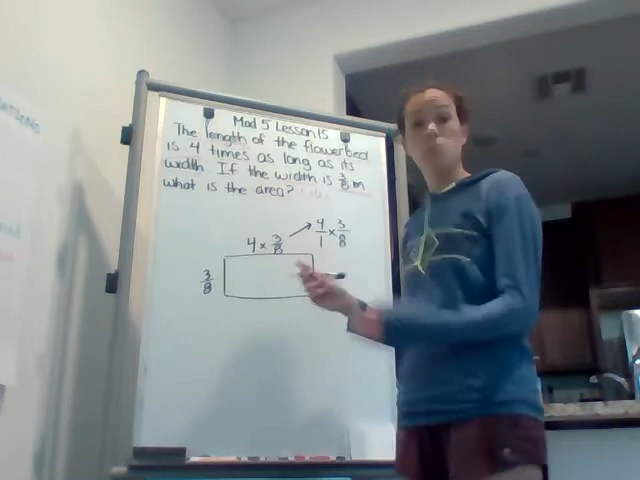 Mod 5 Lesson 15
The length of the flowerbed
is 4 times as long as its
width If the width is 3/8 m
what is the area?
4 × 3/8 → 4/1 × 3/8
3/8